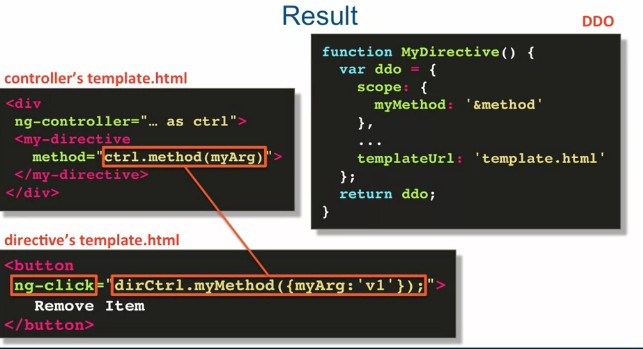 Result
DDO
function MyDirective() {
var ddo = {
scope: {
myMethod: '&method'
},
...
templateUrl: 'template.html'
};
return ddo;
}
controller's template.html
<div
ng-controller="… as ctrl">
<my-directive
method="ctrl.method(myArg)">
</my-directive>
</div>
directive's template.html
<button
ng-click="dirCtrl.myMethod({myArg:'v1'});">
Remove Item
</button>